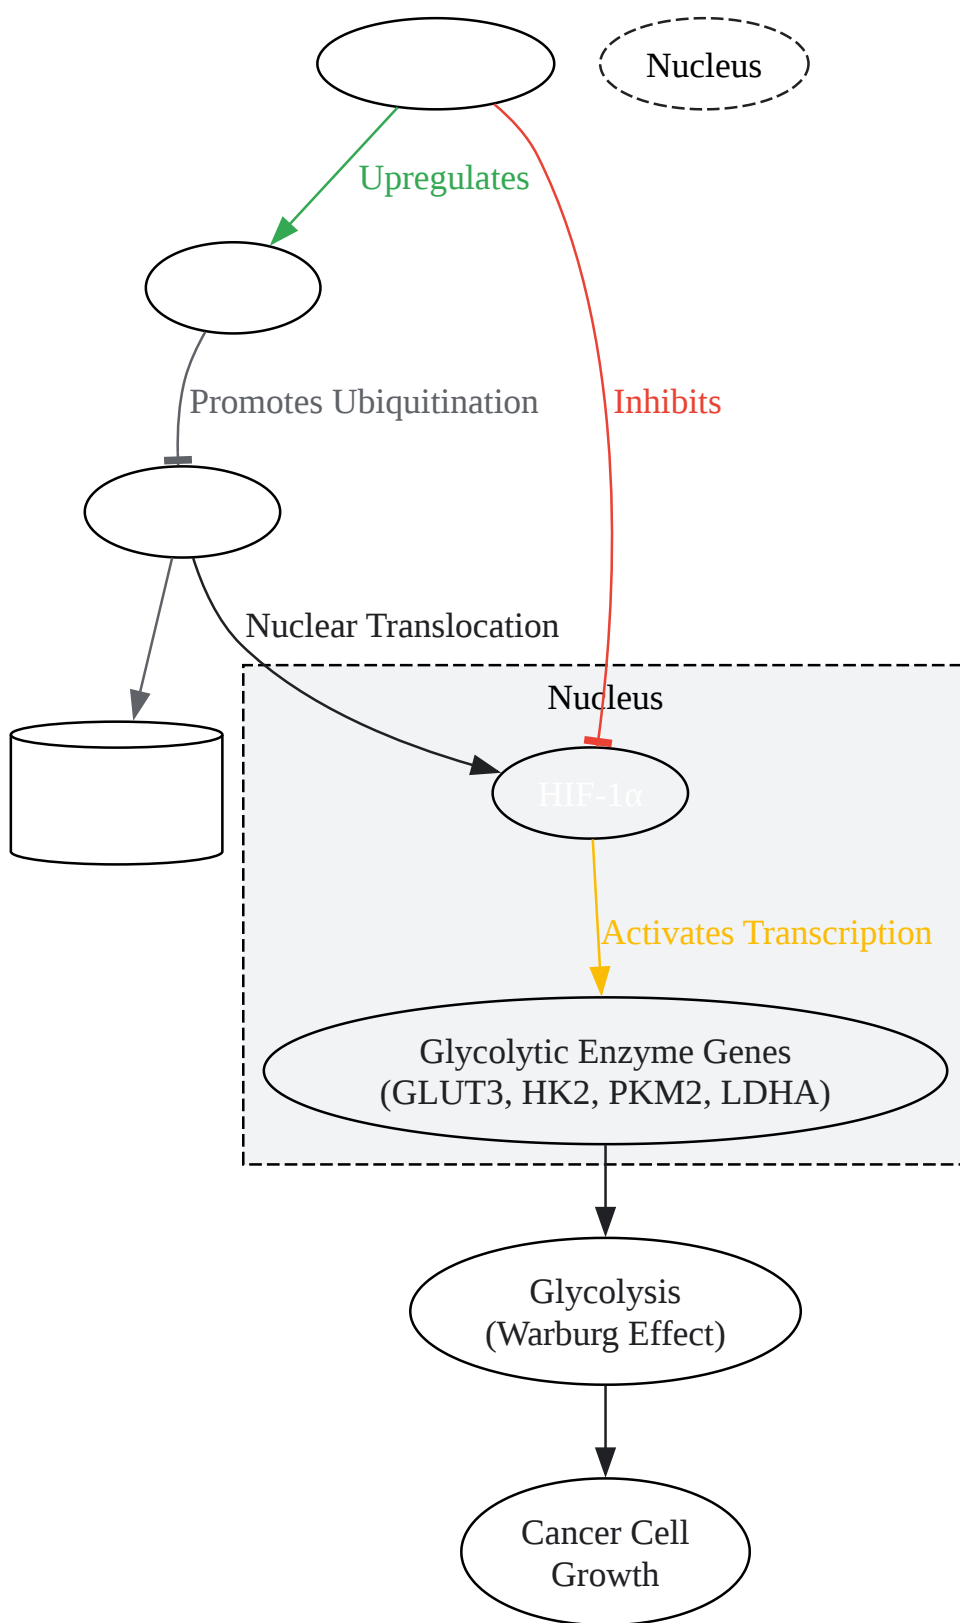 Nucleus
Upregulates
Promotes Ubiquitination
Inhibits
Nuclear Translocation
Nucleus
HIF-1α
Activates Transcription
Glycolytic Enzyme Genes
(GLUT3, HK2, PKM2, LDHA)
Glycolysis
(Warburg Effect)
Cancer Cell
Growth